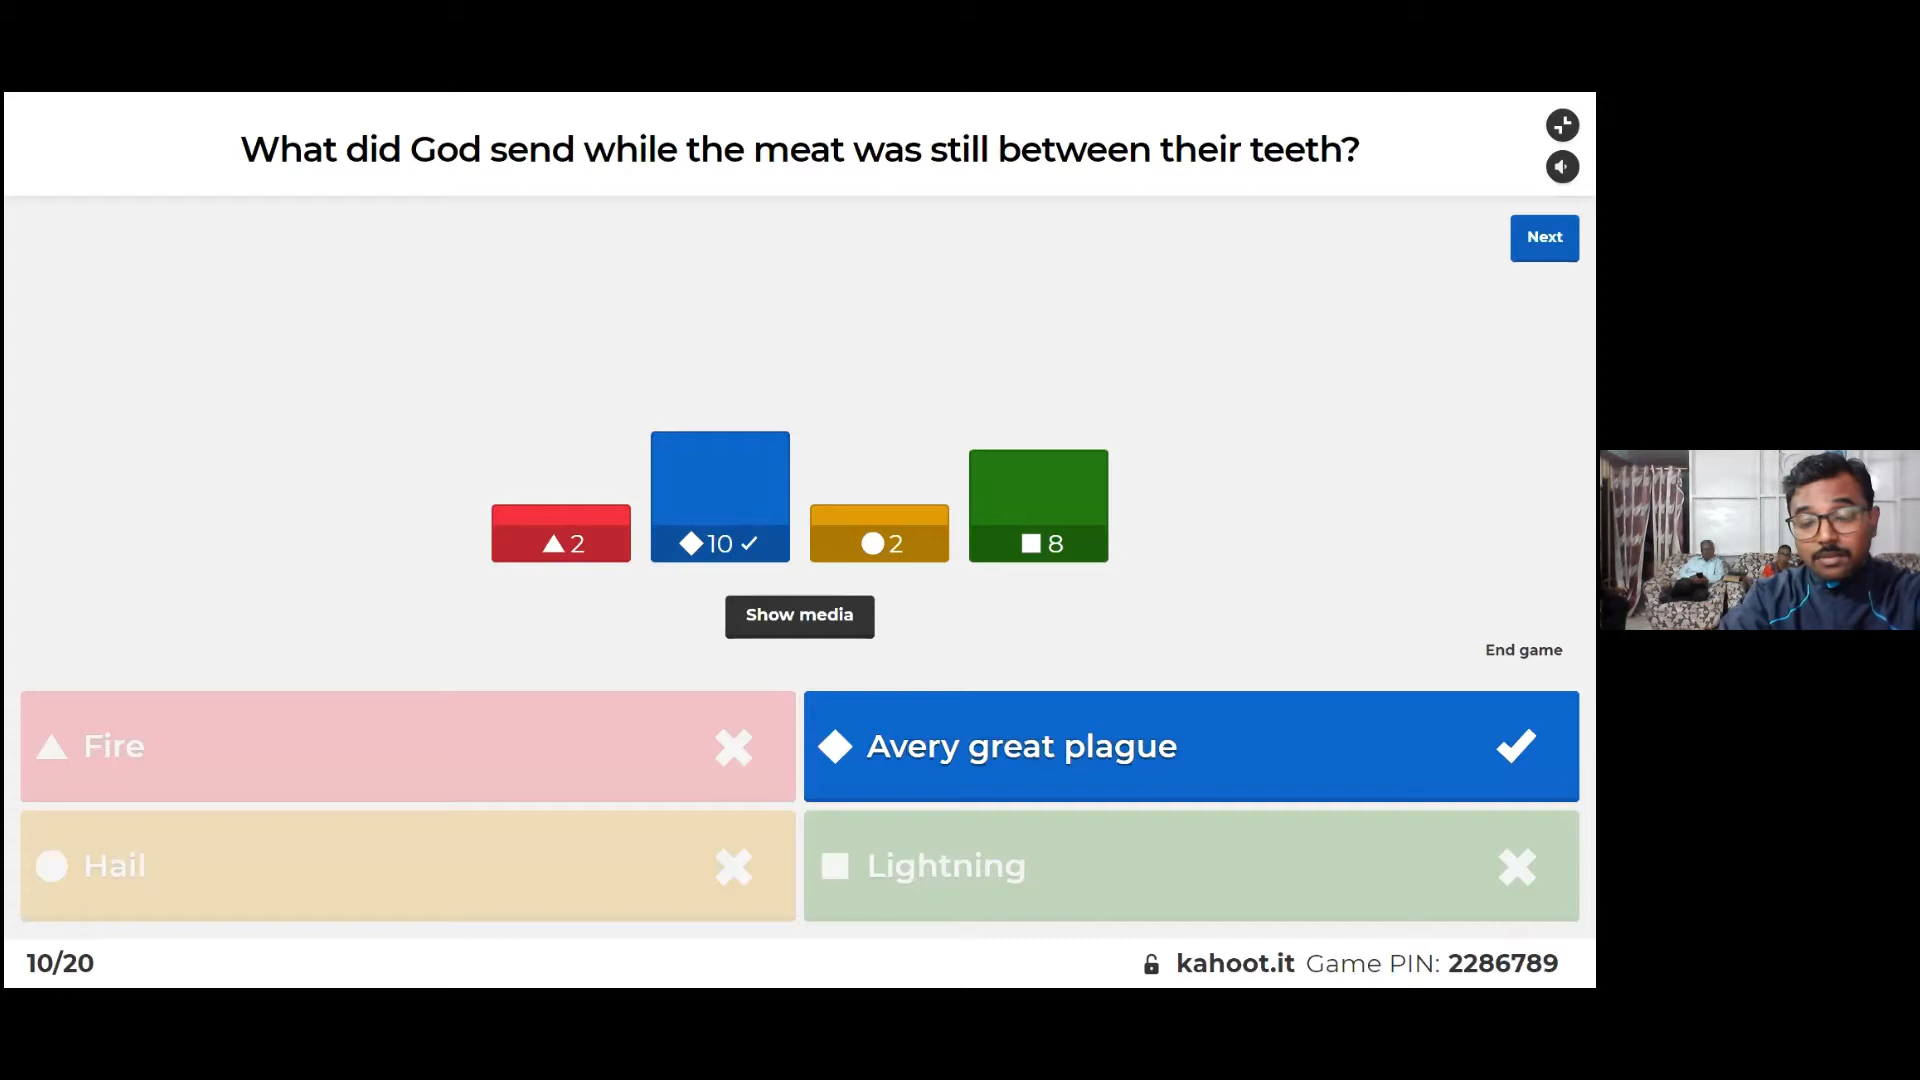 What did God send while the meat was still between their teeth?
Next
2
10
2
8
Show media
End game
Fire
Avery great plague
Hail
Lightning
10/20
kahoot.it Game PIN: 2286789